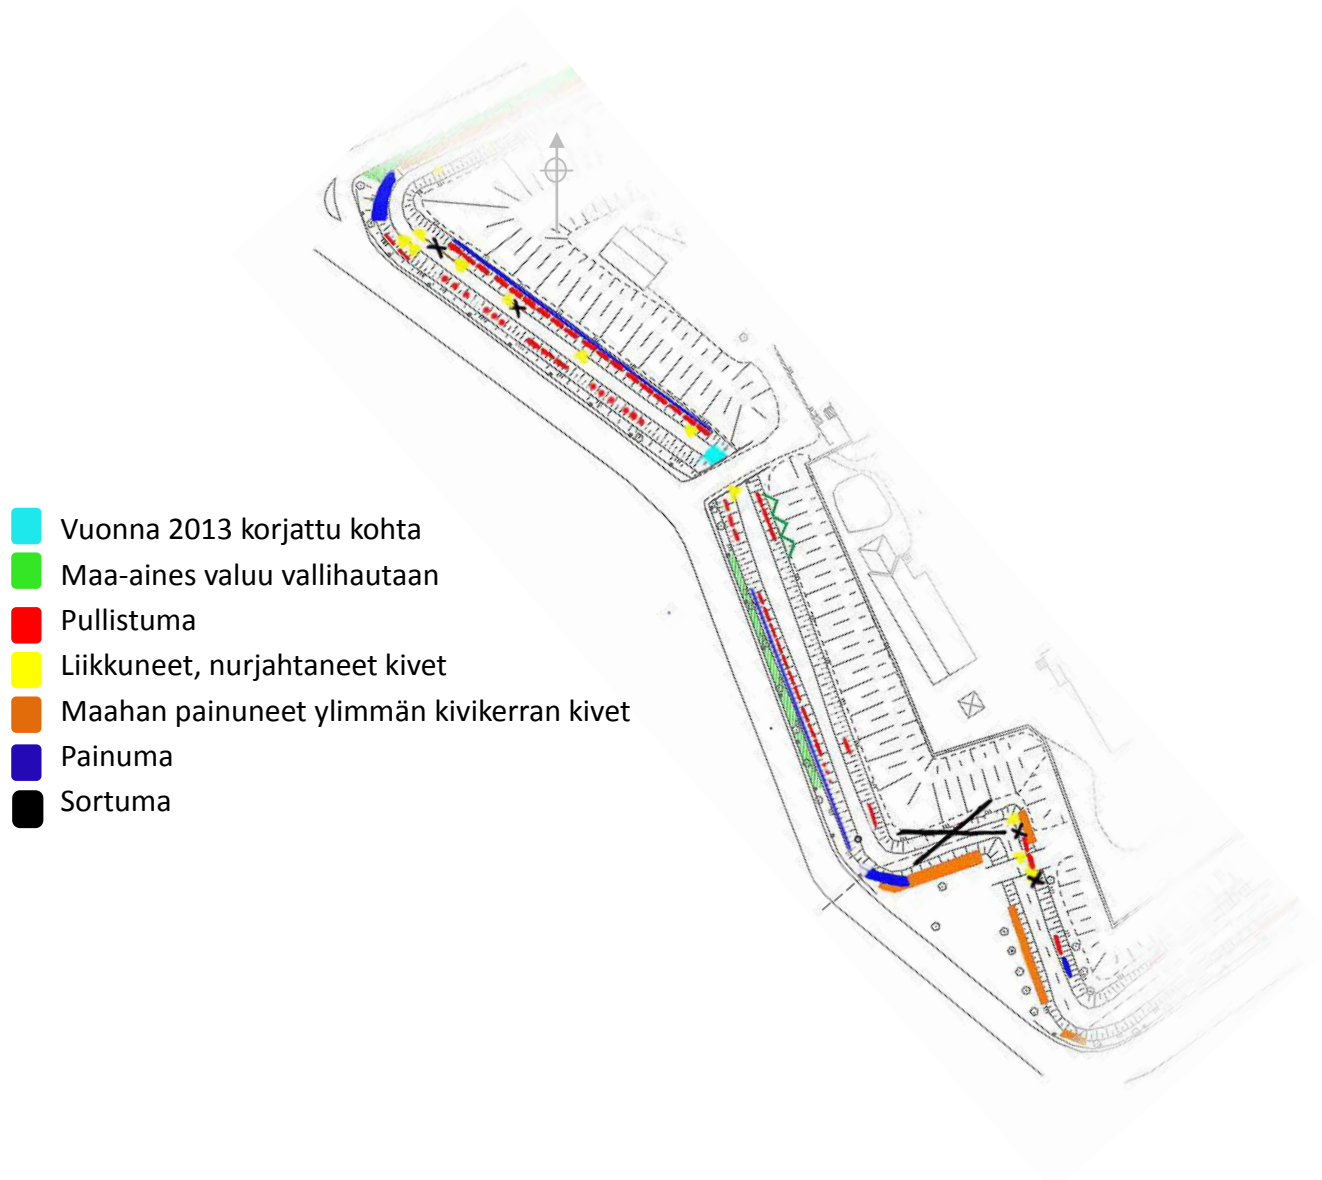 Vuonna 2013 korjattu kohta
Maa-aines valuu vallihautaan
Pullistuma
Liikkuneet, nurjahtaneet kivet
Maahan painuneet ylimmän kivikerran kivet
Painuma
Sortuma